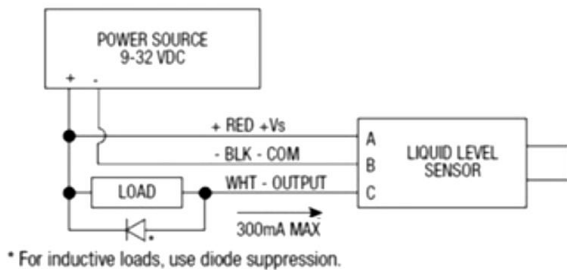 POWER SOURCE
9-32 VDC
+ -
+ RED +Vs
A
- BLK - COM
B
LIQUID LEVEL
SENSOR
LOAD
WHT - OUTPUT
C
300mA MAX
*
* For inductive loads, use diode suppression.